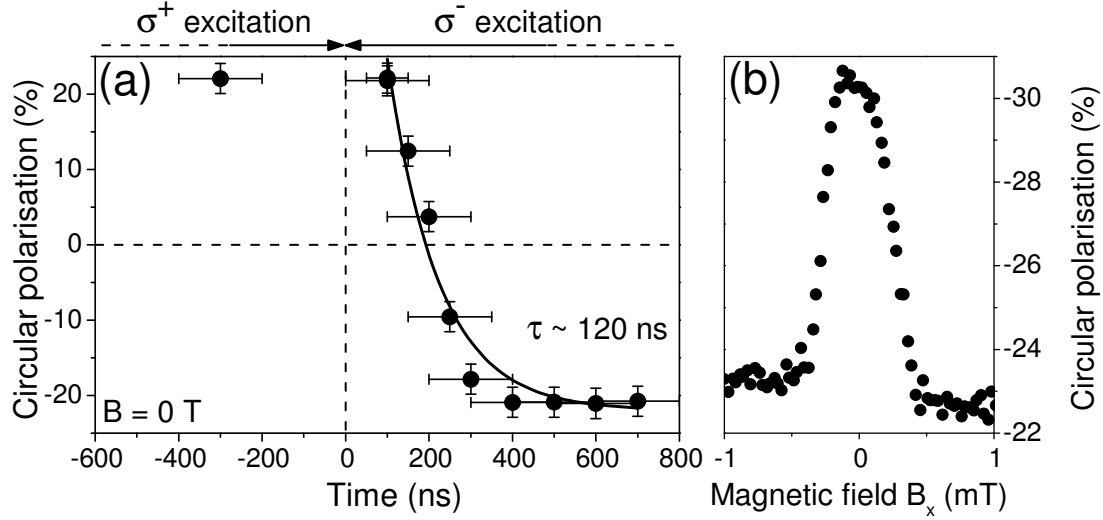 σ⁺ excitation σ⁻ excitation
(a)
20
10
0
-10
-20
Circular polarisation (%)
B = 0 T
τ ~ 120 ns
-600 -400 -200 0 200 400 600 800
Time (ns)
(b)
-30
-28
-26
-24
-22
Circular polarisation (%)
-1 0 1
Magnetic field Bₓ (mT)